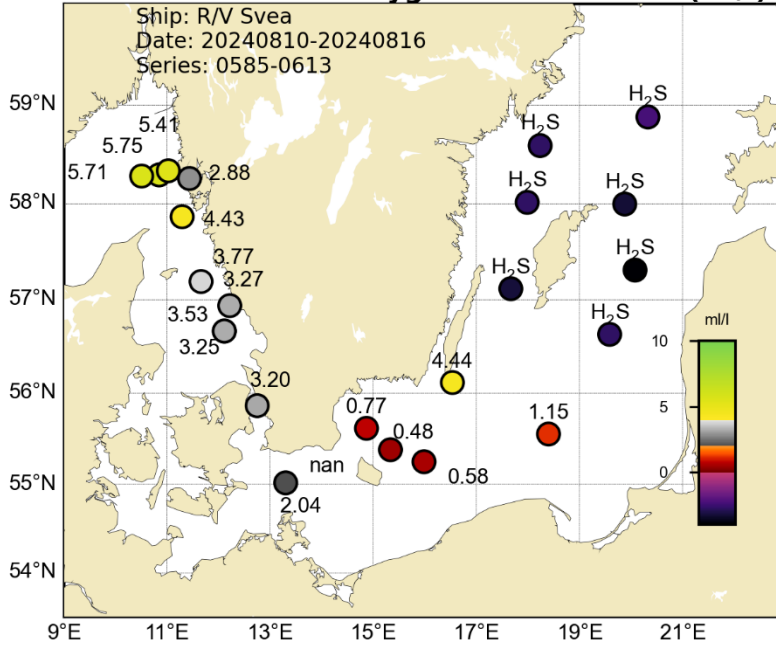 Ship: R/V Svea
Date: 20240810-20240816
Series: 0585-0613
59°N
58°N
57°N
56°N
55°N
54°N
9°E
11°E
13°E
15°E
17°E
19°E
21°E
5.41
5.75
5.71
2.88
4.43
3.77
3.27
3.53
3.25
3.20
4.44
0.77
0.48
0.58
1.15
nan
2.04
H₂S
H₂S
H₂S
H₂S
H₂S
H₂S
H₂S
ml/l
10
5
0